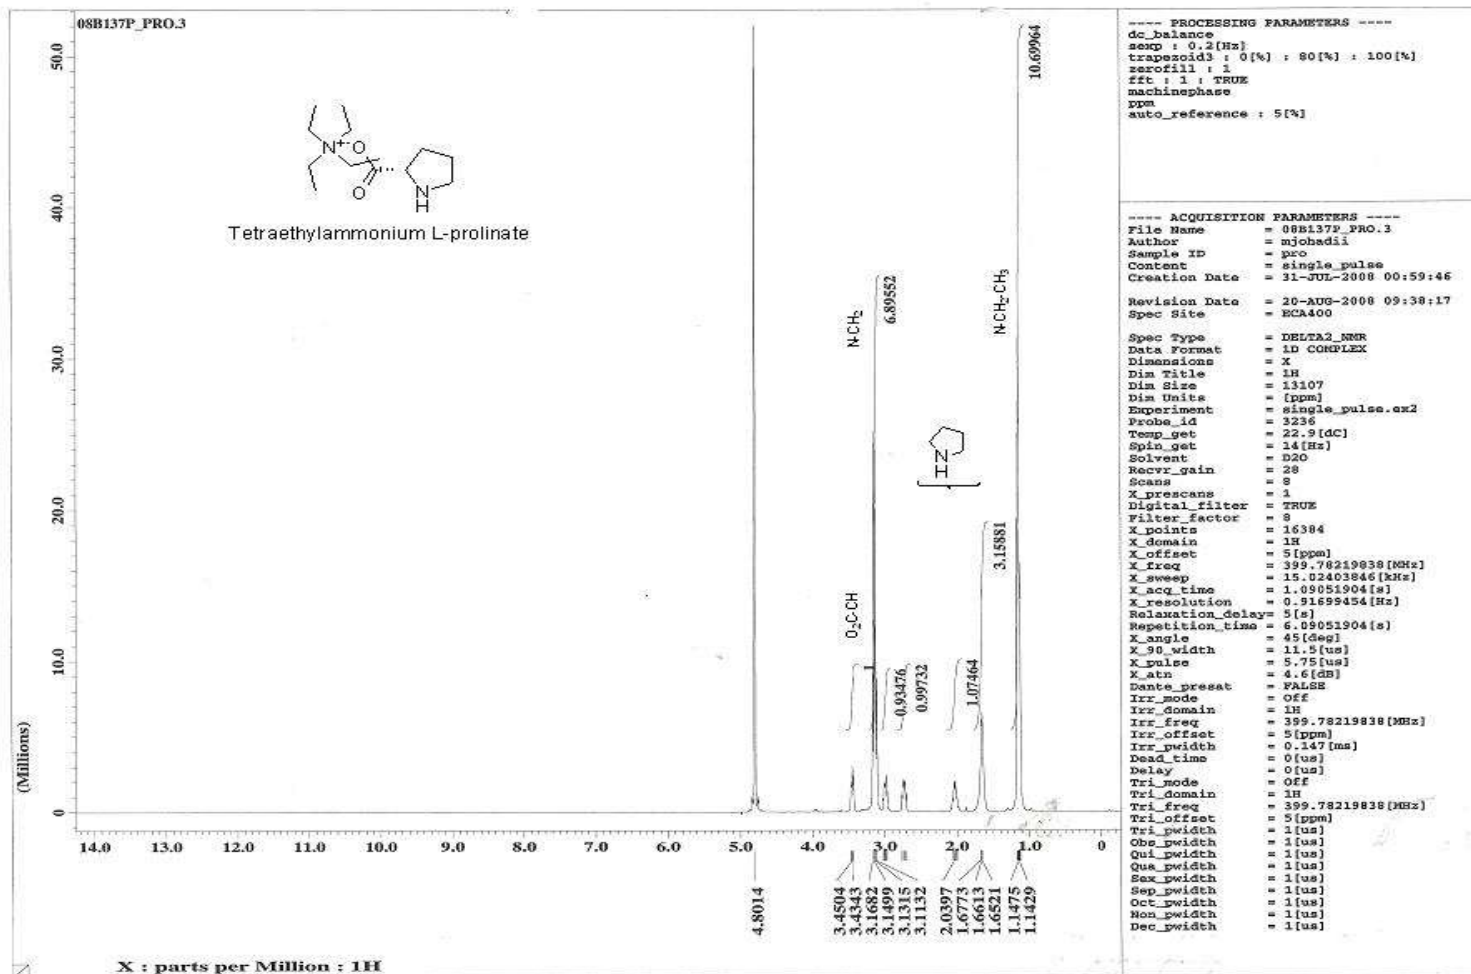 08B137P_PRO.3
50.0
40.0
30.0
20.0
10.0
0
(Millions)
N+
-O
O
N
H
Tetraethylammonium L-prolinate
O₂C-CH
N-CH₂
N
H
N-CH₂-CH₃
0.93476
6.89552
0.99732
1.07464
3.15881
10.69964
14.0 13.0 12.0 11.0 10.0 9.0 8.0 7.0 6.0 5.0 4.0 3.0 2.0 1.0 0
4.8014
3.4504
3.4343
3.1682
3.1499
3.1315
3.1132
2.0397
1.6773
1.6613
1.6521
1.1475
1.1429
X : parts per Million : 1H
---- PROCESSING PARAMETERS ----
dc_balance
sexp : 0.2[Hz]
trapezoid3 : 0[%] : 80[%] : 100[%]
zerofill : 1
fft : 1 : TRUE
machinephase
ppm
auto_reference : 5[%]
---- ACQUISITION PARAMETERS ----
File Name = 08B137P_PRO.3
Author = mjohadii
Sample ID = pro
Content = single_pulse
Creation Date = 31-JUL-2008 00:59:46
Revision Date = 20-AUG-2008 09:38:17
Spec Site = ECA400
Spec Type = DELTA2_NMR
Data Format = 1D COMPLEX
Dimensions = X
Dim Title = 1H
Dim Size = 13107
Dim Units = [ppm]
Experiment = single_pulse.ex2
Probe_id = 3236
Temp_get = 22.9[dC]
Spin_get = 14[Hz]
Solvent = D2O
Recvr_gain = 28
Scans = 8
X_prescans = 1
Digital_filter = TRUE
Filter_factor = 8
X_points = 16384
X_domain = 1H
X_offset = 5[ppm]
X_freq = 399.78219838[MHz]
X_sweep = 15.02403846[kHz]
X_acq_time = 1.09051904[s]
X_resolution = 0.91699454[Hz]
Relaxation_delay= 5[s]
Repetition_time = 6.09051904[s]
X_angle = 45[deg]
X_90_width = 11.5[us]
X_pulse = 5.75[us]
X_atn = 4.6[dB]
Dante_presat = FALSE
Irr_mode = Off
Irr_domain = 1H
Irr_freq = 399.78219838[MHz]
Irr_offset = 5[ppm]
Irr_pwidth = 0.147[ms]
Dead_time = 0[us]
Delay = 0[us]
Tri_mode = Off
Tri_domain = 1H
Tri_freq = 399.78219838[MHz]
Tri_offset = 5[ppm]
Tri_pwidth = 1[us]
Obs_pwidth = 1[us]
Qui_pwidth = 1[us]
Qua_pwidth = 1[us]
Sex_pwidth = 1[us]
Sep_pwidth = 1[us]
Oct_pwidth = 1[us]
Non_pwidth = 1[us]
Dec_pwidth = 1[us]